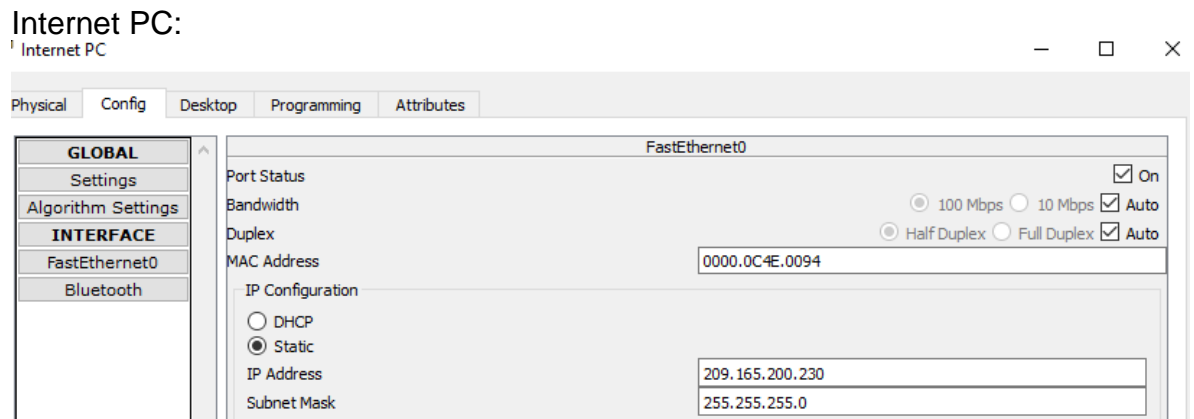 Internet PC:
Internet PC
Physical Config Desktop Programming Attributes
GLOBAL
Settings
Algorithm Settings
INTERFACE
FastEthernet0
Bluetooth
FastEthernet0
Port Status On
Bandwidth 100 Mbps 10 Mbps Auto
Duplex Half Duplex Full Duplex Auto
MAC Address 0000.0C4E.0094
IP Configuration
DHCP
Static
IP Address 209.165.200.230
Subnet Mask 255.255.255.0